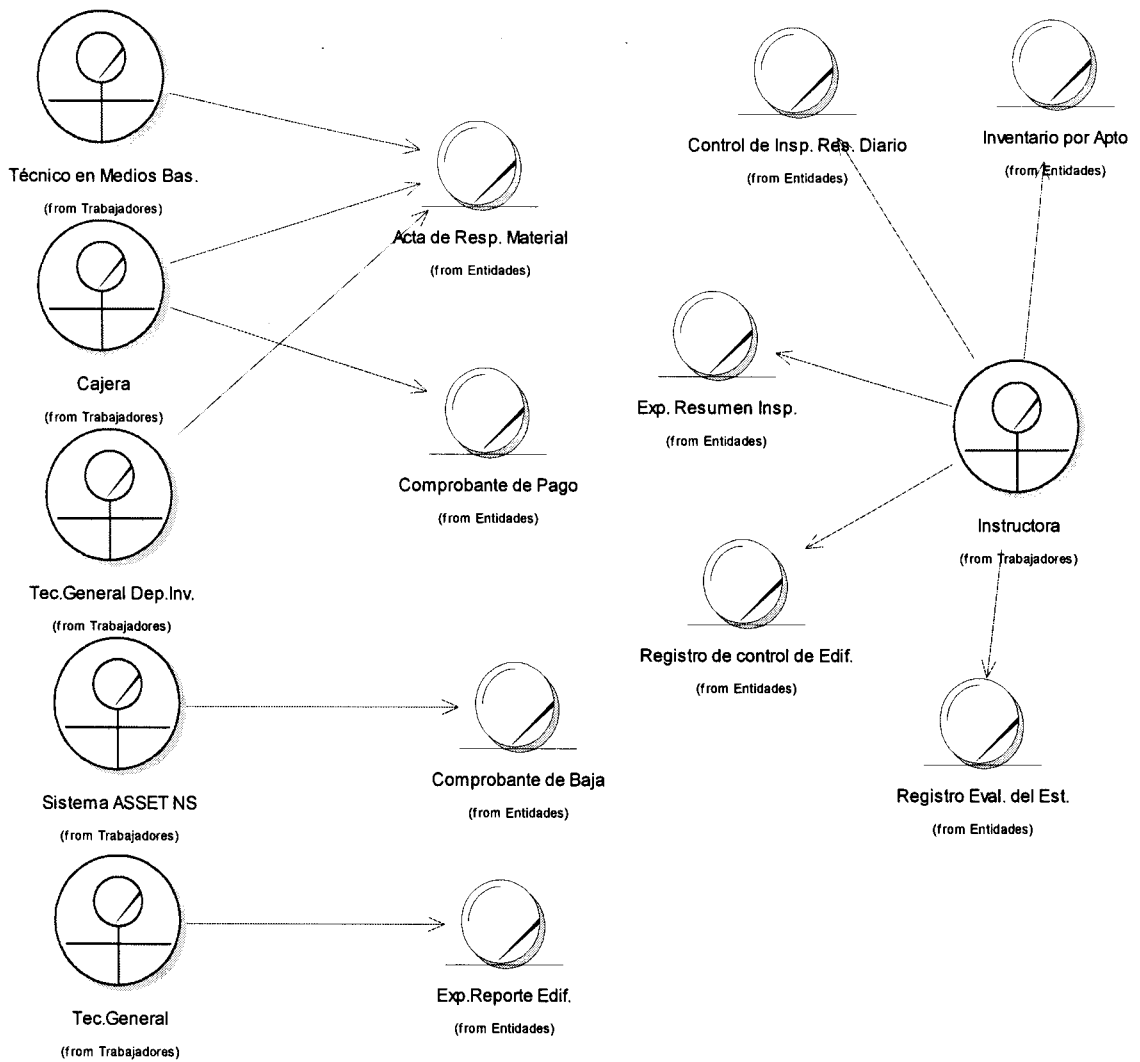 Técnico en Medios Bas.
(from Trabajadores)
Cajera
(from Trabajadores)
Tec.General Dep.Inv.
(from Trabajadores)
Sistema ASSET NS
(from Trabajadores)
Tec.General
(from Trabajadores)
Acta de Resp. Material
(from Entidades)
Comprobante de Pago
(from Entidades)
Comprobante de Baja
(from Entidades)
Exp.Reporte Edif.
(from Entidades)
Control de Insp. Res. Diario
(from Entidades)
Inventario por Apto
(from Entidades)
Exp. Resumen Insp.
(from Entidades)
Instructora
(from Trabajadores)
Registro de control de Edif.
(from Entidades)
Registro Eval. del Est.
(from Entidades)